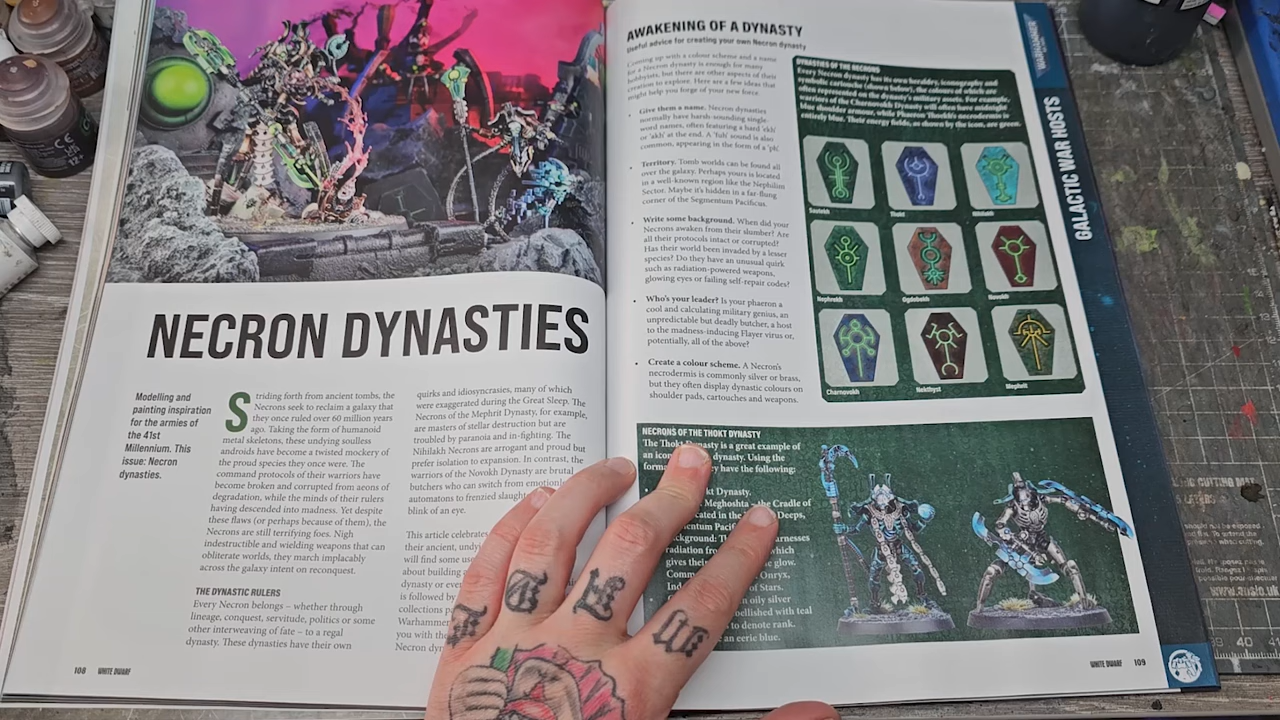 NECRON DYNASTIES
Modelling and
painting inspiration
for the armies of
the 41st
Millennium. This
issue: Necron
dynasties.
Striding forth from ancient tombs, the
Necrons seek to reclaim a galaxy that
they once ruled over 60 million years
ago. Taking the form of humanoid
metal skeletons, these undying soulless
androids have become a twisted mockery of
the proud species they once were. The
command protocols of their warriors have
become broken and corrupted from aeons of
degradation, while the minds of their rulers
having descended into madness. Yet despite
these flaws (or perhaps because of them), the
Necrons are still terrifying foes. Nigh
indestructible and wielding weapons that can
obliterate worlds, they march implacably
across the galaxy intent on reconquest.
THE DYNASTIC RULERS
Every Necron belongs – whether through
lineage, conquest, servitude, politics or some
other interweaving of fate – to a regal
dynasty. These dynasties have their own
quirks and idiosyncrasies, many of which
were exaggerated during the Great Sleep. The
Necrons of the Mephrit Dynasty, for example,
are masters of stellar destruction but are
troubled by paranoia and in-fighting. The
Nihilakh Necrons are arrogant and proud but
prefer isolation to expansion. In contrast, the
warriors of the Novokh Dynasty are brutal
butchers who can switch from emotion
automatons to frenzied slaught
blink of an eye.
This article celebrates
their ancient, undy
will find some use
about building a
dynasty or eve
is followed by
collections po
Warhammer
you with the
Necron dyn
108 WHITE DWARF
AWAKENING OF A DYNASTY
Useful advice for creating your own Necron dynasty
Coming up with a colour scheme and a name
for a Necron dynasty is enough for many
hobbyists, but there are other aspects of their
creation to explore. Here are a few ideas that
might help you forge of your new force.
• Give them a name. Necron dynasties
normally have harsh-sounding single-
word names, often featuring a hard 'ekh'
or 'akh' at the end. A 'fuh' sound is also
common, appearing in the form of a 'ph'.
• Territory. Tomb worlds can be found all
over the galaxy. Perhaps yours is located
in a well-known region like the Nephilim
Sector. Maybe it's hidden in a far-flung
corner of the Segmentum Pacificus.
• Write some background. When did your
Necrons awaken from their slumber? Are
all their protocols intact or corrupted?
Has their world been invaded by a lesser
species? Do they have an unusual quirk
such as radiation-powered weapons,
glowing eyes or failing self-repair codes?
• Who's your leader? Is your phaeron a
cool and calculating military genius, an
unpredictable but deadly butcher, a host
to the madness-inducing Flayer virus or,
potentially, all of the above?
• Create a colour scheme. A Necron's
necrodermis is commonly silver or brass,
but they often display dynastic colours on
shoulder pads, cartouches and weapons.
DYNASTIES OF THE NECRONS
Every Necron dynasty has its own heraldry, iconography and
symbolic cartouche (shown below), the colours of which are
often represented on the dynasty's military assets. For example,
Warriors of the Charnovokh Dynasty will often bear midnight
blue shoulder armour, while Phaeron Thoekh's necrodermis is
entirely blue. Their energy fields, as shown by the icon, are green.
Sautekh Thokt Nihilakh
Nephrekh Ogdobekh Novokh
Charnovokh Nekthyst Mephrit
NECRONS OF THE THOKT DYNASTY
The Thokt Dynasty is a great example of
an icon dynasty. Using the
forma y have the following:
kt Dynasty.
Meghoshta – the Cradle of
cated in the Deeps,
entum Pacif
Background: Th arnesses
radiation fro which
gives thei glow.
Comm Onryx,
Ind of Stars.
n oily silver
bellished with teal
s to denote rank.
an eerie blue.
WARHAMMER
GALACTIC WAR HOSTS
WHITE DWARF 109
CUTTING MAT
40